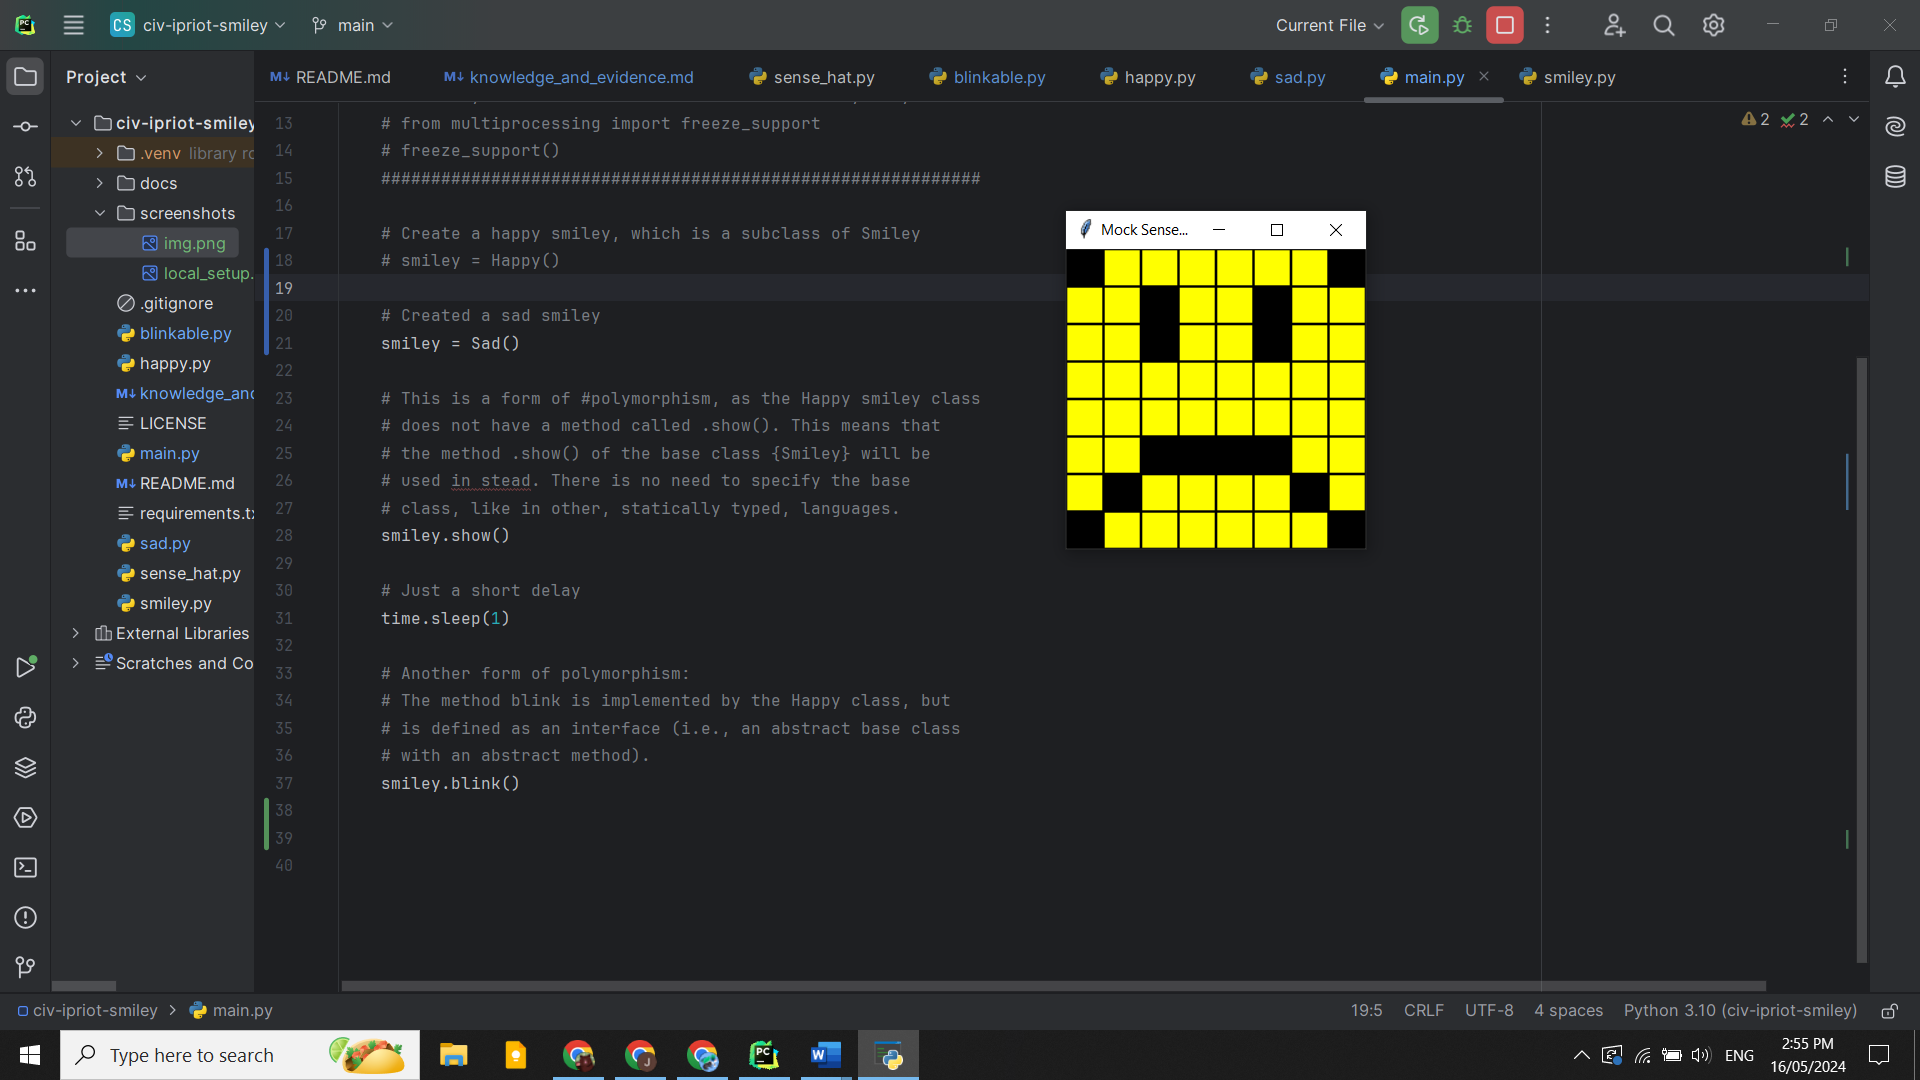 PC
CS civ-ipriot-smiley main Current File
Project
README.md knowledge_and_evidence.md sense_hat.py blinkable.py happy.py sad.py main.py smiley.py
civ-ipriot-smiley
.venv library
docs
screenshots
img.png
local_setup.
.gitignore
blinkable.py
happy.py
knowledge_and
LICENSE
main.py
README.md
requirements.tx
sad.py
sense_hat.py
smiley.py
External Libraries
Scratches and Co
13 # from multiprocessing import freeze_support
14 # freeze_support()
15 ############################################################
16
17 # Create a happy smiley, which is a subclass of Smiley
18 # smiley = Happy()
19
20 # Created a sad smiley
21 smiley = Sad()
22
23 # This is a form of #polymorphism, as the Happy smiley class
24 # does not have a method called .show(). This means that
25 # the method .show() of the base class {Smiley} will be
26 # used in stead. There is no need to specify the base
27 # class, like in other, statically typed, languages.
28 smiley.show()
29
30 # Just a short delay
31 time.sleep(1)
32
33 # Another form of polymorphism:
34 # The method blink is implemented by the Happy class, but
35 # is defined as an interface (i.e., an abstract base class
36 # with an abstract method).
37 smiley.blink()
38
39
40
2 2
Mock Sense...
civ-ipriot-smiley > main.py 19:5 CRLF UTF-8 4 spaces Python 3.10 (civ-ipriot-smiley)
Type here to search
ENG
2:55 PM
16/05/2024